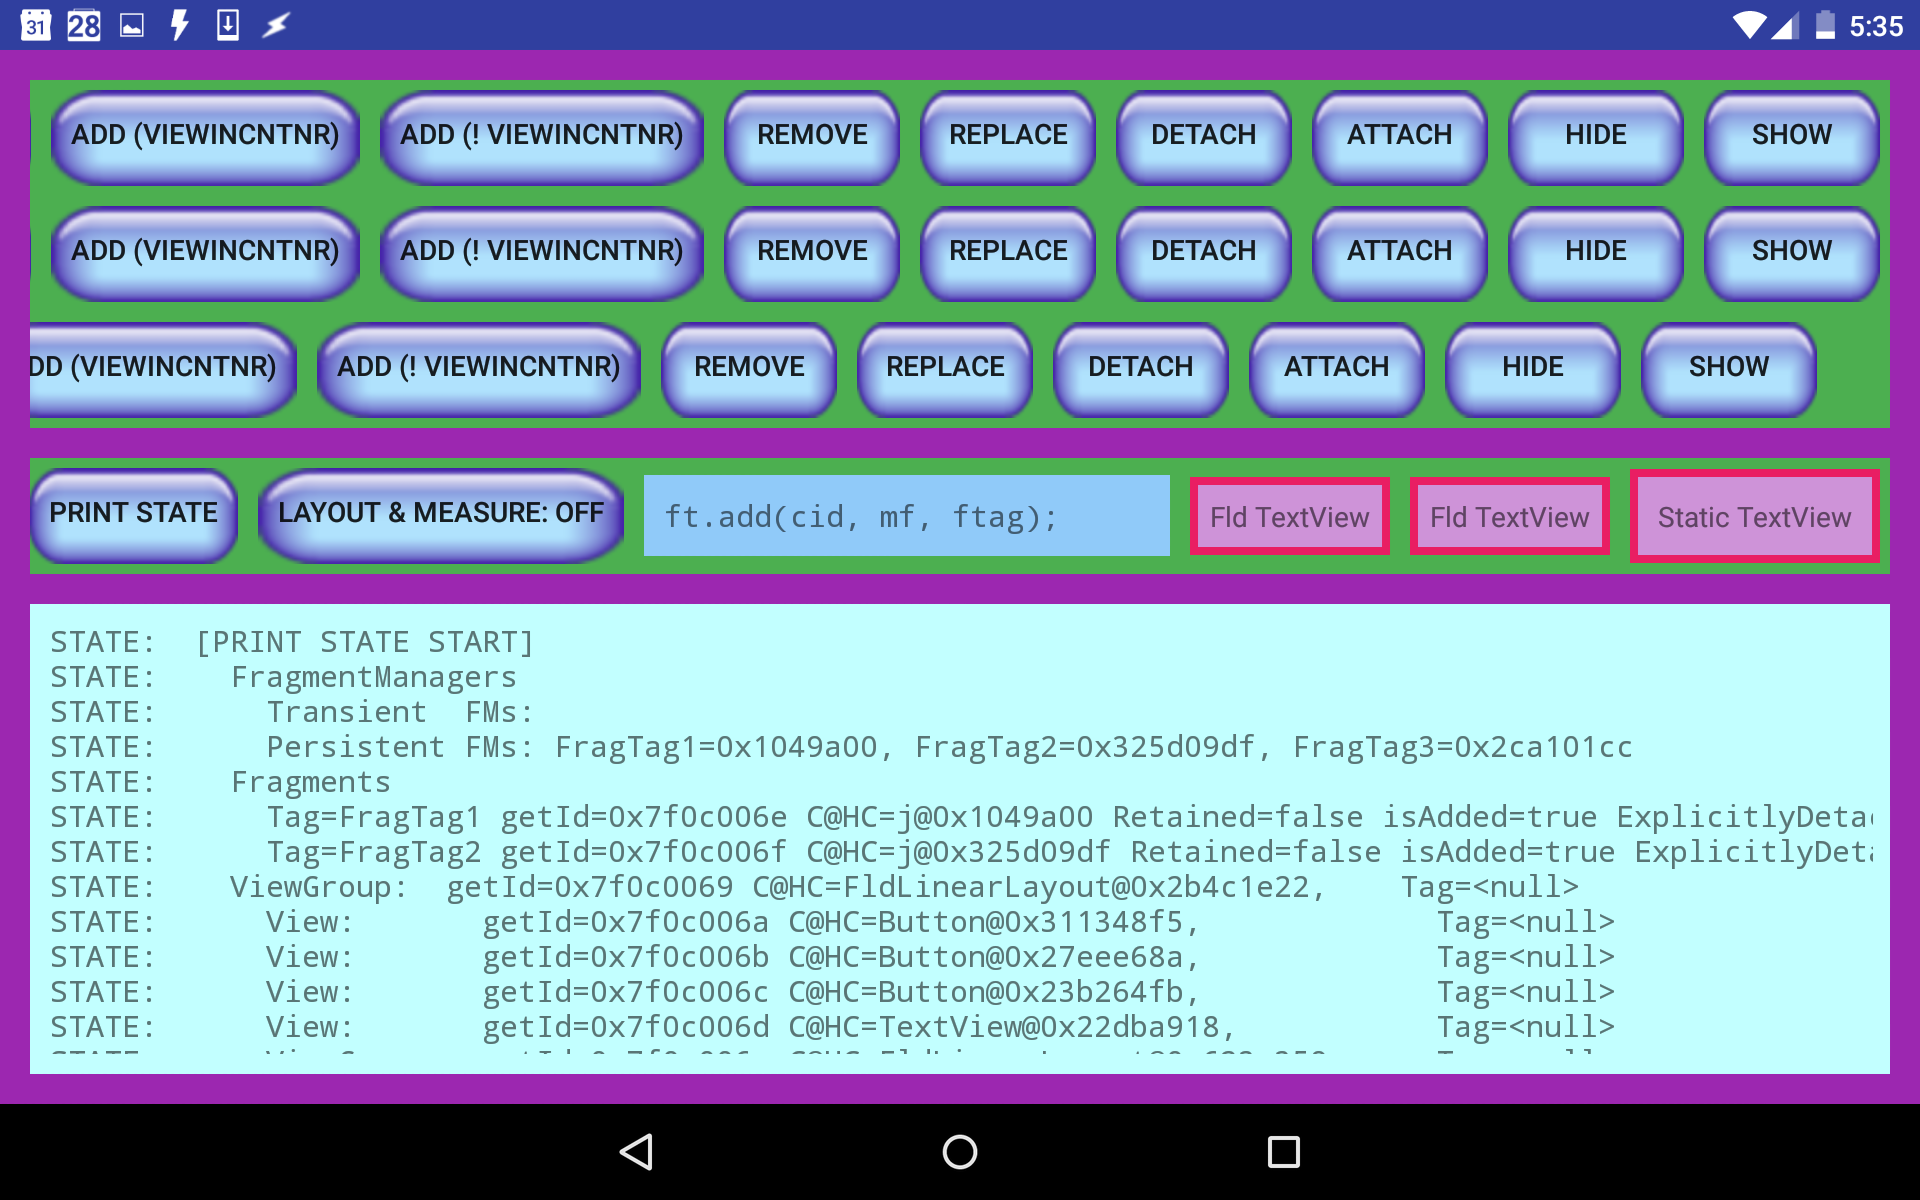 31 28 5:35
ADD (VIEWINCNTNR) ADD (! VIEWINCNTNR) REMOVE REPLACE DETACH ATTACH HIDE SHOW
ADD (VIEWINCNTNR) ADD (! VIEWINCNTNR) REMOVE REPLACE DETACH ATTACH HIDE SHOW
DD (VIEWINCNTNR) ADD (! VIEWINCNTNR) REMOVE REPLACE DETACH ATTACH HIDE SHOW
PRINT STATE LAYOUT & MEASURE: OFF ft.add(cid, mf, ftag); Fld TextView Fld TextView Static TextView
STATE: [PRINT STATE START]
STATE: FragmentManagers
STATE: Transient FMs:
STATE: Persistent FMs: FragTag1=0x1049a00, FragTag2=0x325d09df, FragTag3=0x2ca101cc
STATE: Fragments
STATE: Tag=FragTag1 getId=0x7f0c006e C@HC=j@0x1049a00 Retained=false isAdded=true ExplicitlyDetac
STATE: Tag=FragTag2 getId=0x7f0c006f C@HC=j@0x325d09df Retained=false isAdded=true ExplicitlyDeta
STATE: ViewGroup: getId=0x7f0c0069 C@HC=FldLinearLayout@0x2b4c1e22, Tag=<null>
STATE: View: getId=0x7f0c006a C@HC=Button@0x311348f5, Tag=<null>
STATE: View: getId=0x7f0c006b C@HC=Button@0x27eee68a, Tag=<null>
STATE: View: getId=0x7f0c006c C@HC=Button@0x23b264fb, Tag=<null>
STATE: View: getId=0x7f0c006d C@HC=TextView@0x22dba918, Tag=<null>